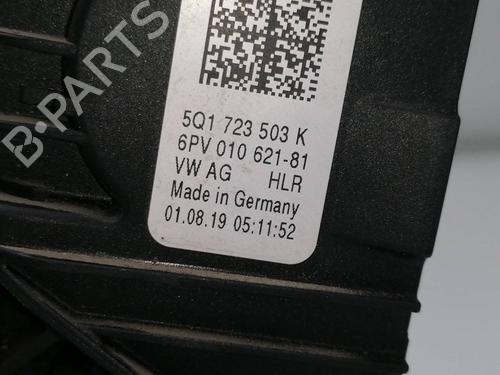 B-PARTS
5Q1 723 503 K
6PV 010 621-81
VW AG HLR
Made in Germany
01.08.19 05:11:52